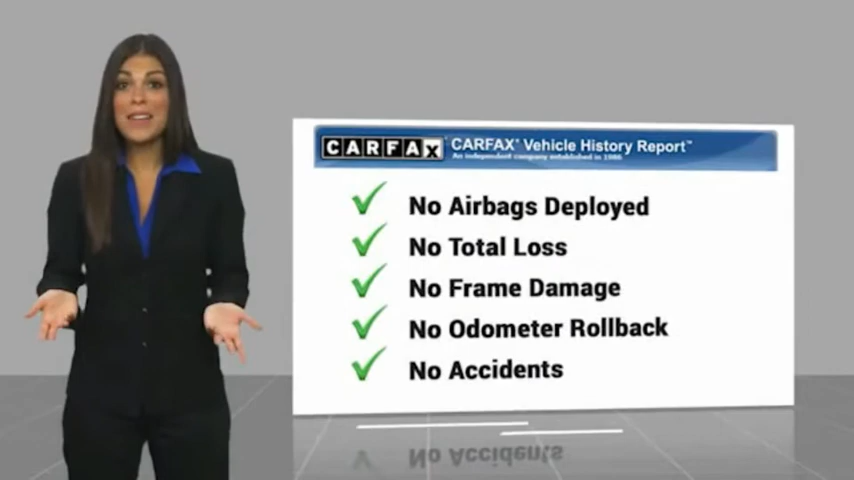 CARFAX CARFAX® Vehicle History Report™
An independent company established in 1986
No Airbags Deployed
No Total Loss
No Frame Damage
No Odometer Rollback
No Accidents
No Accidents